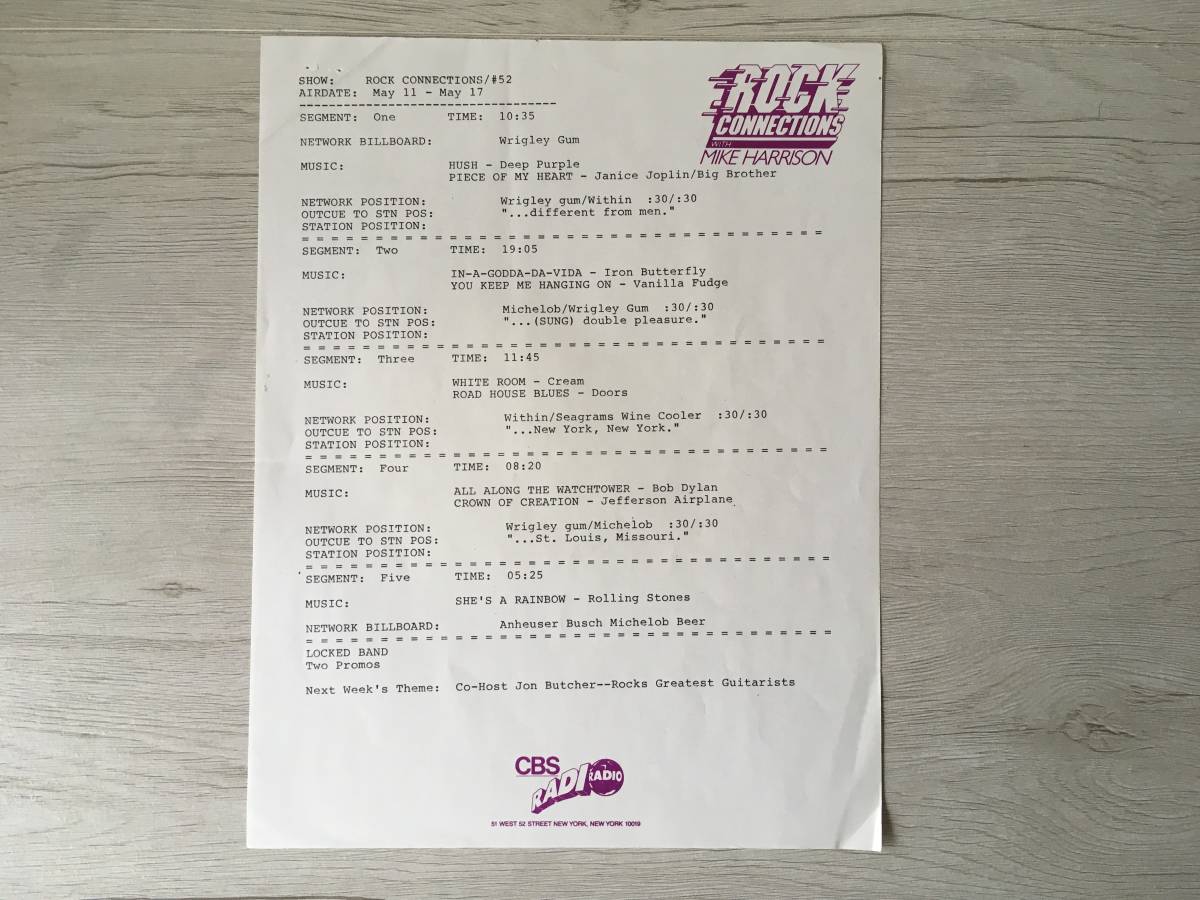 SHOW: ROCK CONNECTIONS/#52
AIRDATE: May 11 - May 17
ROCK
CONNECTIONS
WITH
MIKE HARRISON
SEGMENT: One TIME: 10:35
NETWORK BILLBOARD: Wrigley Gum
MUSIC: HUSH - Deep Purple
PIECE OF MY HEART - Janice Joplin/Big Brother
NETWORK POSITION: Wrigley gum/Within :30/:30
OUTCUE TO STN POS: "...different from men."
STATION POSITION:
= = = = = = = = = = = = = = = = = = = = = = = = = = = = = = = = = = = =
SEGMENT: Two TIME: 19:05
MUSIC: IN-A-GODDA-DA-VIDA - Iron Butterfly
YOU KEEP ME HANGING ON - Vanilla Fudge
NETWORK POSITION: Michelob/Wrigley Gum :30/:30
OUTCUE TO STN POS: "...(SUNG) double pleasure."
STATION POSITION:
= = = = = = = = = = = = = = = = = = = = = = = = = = = = = = = = = = = =
SEGMENT: Three TIME: 11:45
MUSIC: WHITE ROOM - Cream
ROAD HOUSE BLUES - Doors
NETWORK POSITION: Within/Seagrams Wine Cooler :30/:30
OUTCUE TO STN POS: "...New York, New York."
STATION POSITION:
= = = = = = = = = = = = = = = = = = = = = = = = = = = = = = = = = = = =
SEGMENT: Four TIME: 08:20
MUSIC: ALL ALONG THE WATCHTOWER - Bob Dylan
CROWN OF CREATION - Jefferson Airplane
NETWORK POSITION: Wrigley gum/Michelob :30/:30
OUTCUE TO STN POS: "...St. Louis, Missouri."
STATION POSITION:
= = = = = = = = = = = = = = = = = = = = = = = = = = = = = = = = = = = =
SEGMENT: Five TIME: 05:25
MUSIC: SHE'S A RAINBOW - Rolling Stones
NETWORK BILLBOARD: Anheuser Busch Michelob Beer
= = = = = = = = = = = = = = = = = = = = = = = = = = = = = = = = = = = =
LOCKED BAND
Two Promos
Next Week's Theme: Co-Host Jon Butcher--Rocks Greatest Guitarists
CBS
RADIO RADIO
51 WEST 52 STREET NEW YORK, NEW YORK 10019